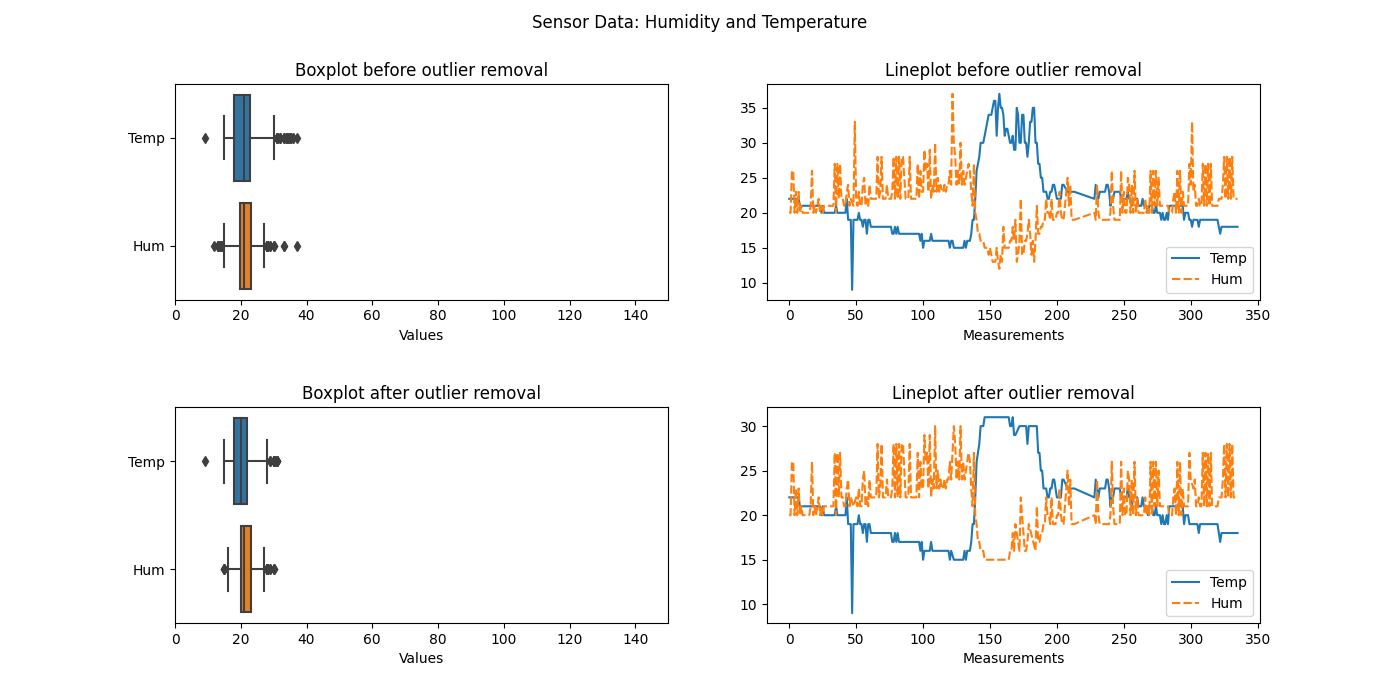 Sensor Data: Humidity and Temperature
Boxplot before outlier removal
Temp
Hum
0 20 40 60 80 100 120 140
Values
Lineplot before outlier removal
35
30
25
20
15
10
Temp
Hum
0 50 100 150 200 250 300 350
Measurements
Boxplot after outlier removal
Temp
Hum
0 20 40 60 80 100 120 140
Values
Lineplot after outlier removal
30
25
20
15
10
Temp
Hum
0 50 100 150 200 250 300 350
Measurements